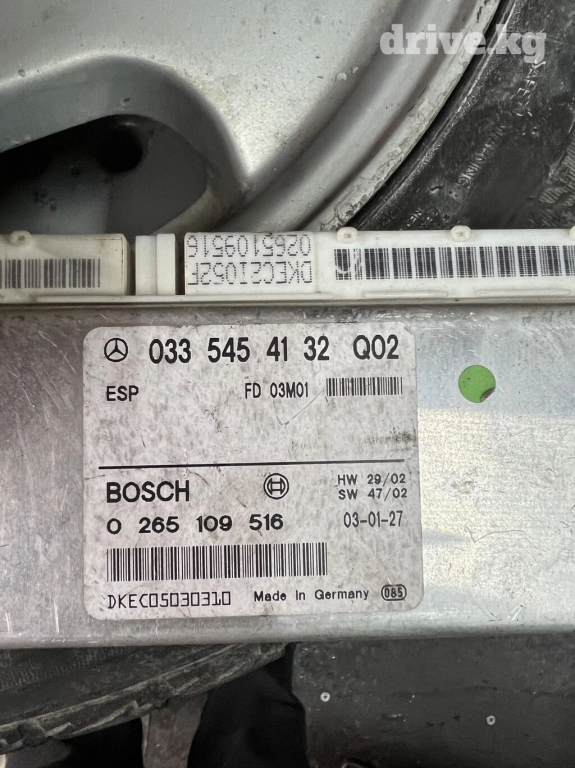 drive.kg
0265109516
DKEC21052
033 545 41 32 Q02
ESP FD 03M01
BOSCH HW 29/02
SW 47/02
0 265 109 516 03-01-27
DKEC05030310 Made In Germany 085